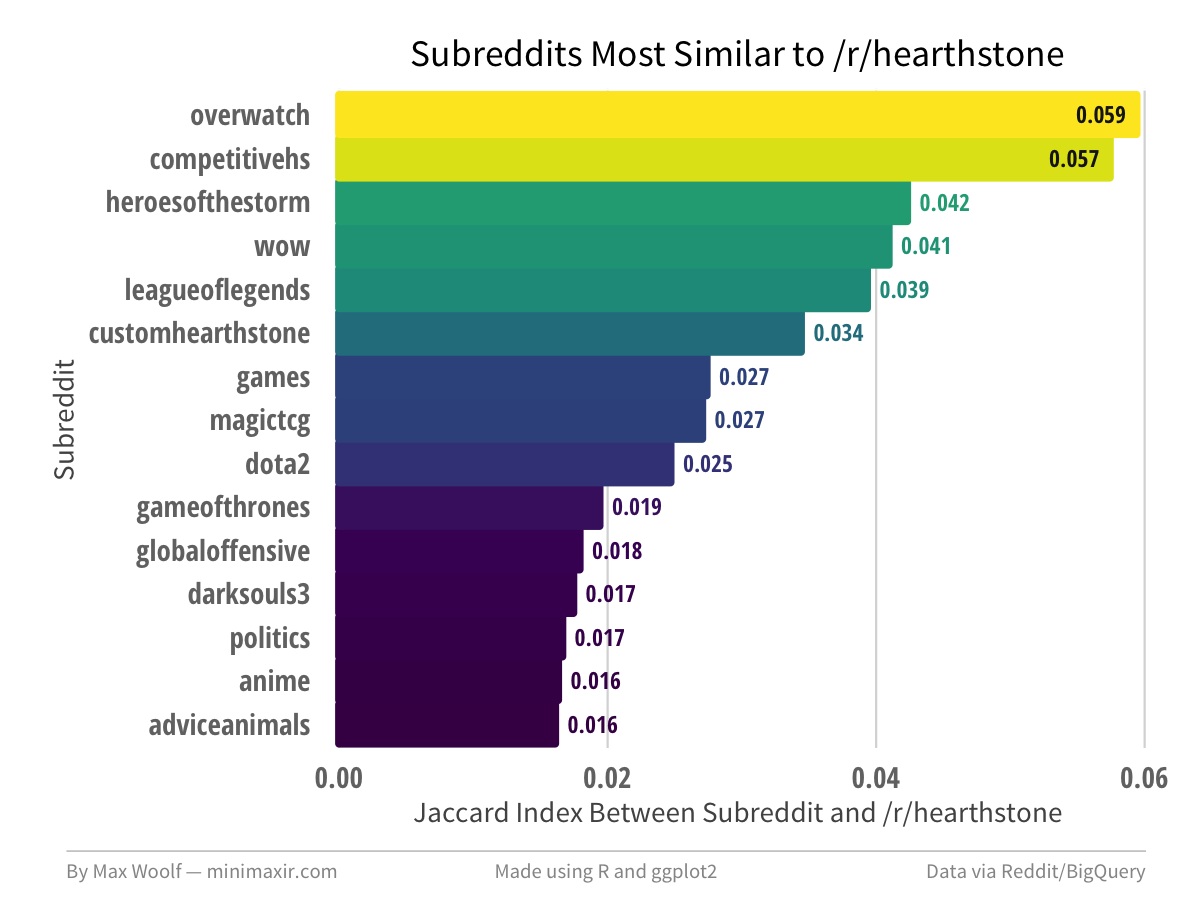 Subreddits Most Similar to /r/hearthstone
overwatch 0.059
competitivehs 0.057
heroesofthestorm 0.042
wow 0.041
leagueoflegends 0.039
customhearthstone 0.034
games 0.027
magictcg 0.027
dota2 0.025
gameofthrones 0.019
globaloffensive 0.018
darksouls3 0.017
politics 0.017
anime 0.016
adviceanimals 0.016
Subreddit
0.00 0.02 0.04 0.06
Jaccard Index Between Subreddit and /r/hearthstone
By Max Woolf — minimaxir.com Made using R and ggplot2 Data via Reddit/BigQuery